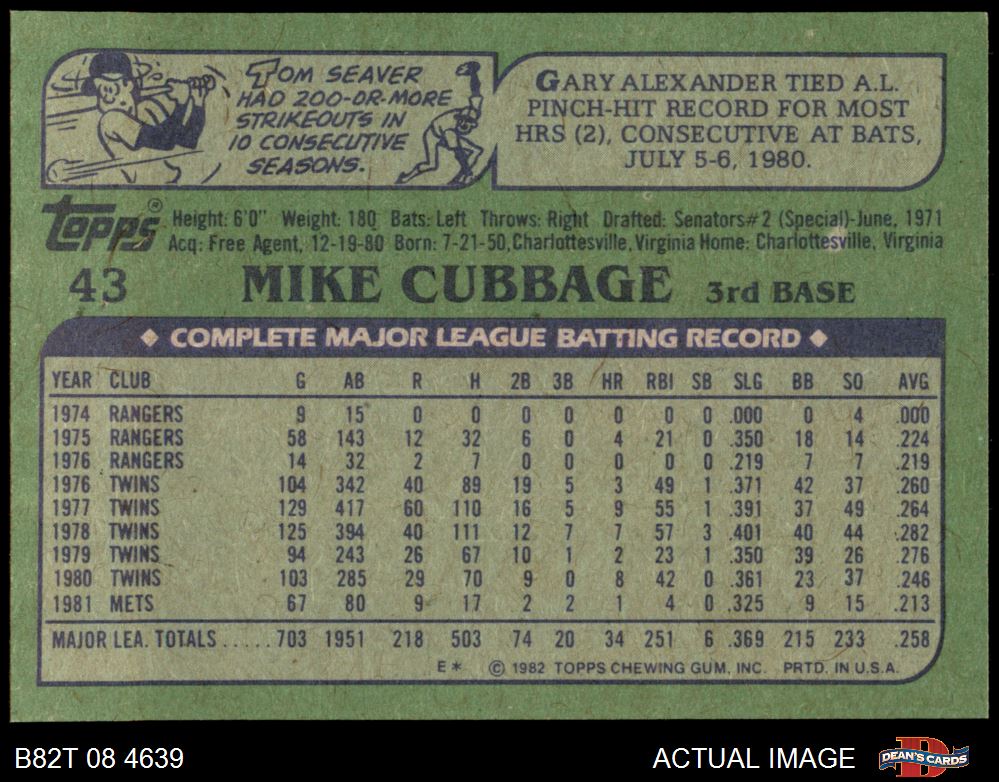 TOM SEAVER
HAD 200-OR-MORE
STRIKEOUTS IN
10 CONSECUTIVE
SEASONS.
GARY ALEXANDER TIED A.L.
PINCH-HIT RECORD FOR MOST
HRS (2), CONSECUTIVE AT BATS,
JULY 5-6, 1980.
Topps®
Height: 6'0" Weight: 180 Bats: Left Throws: Right Drafted: Senators#2 (Special)-June, 1971
Acq: Free Agent, 12-19-80 Born: 7-21-50, Charlottesville, Virginia Home: Charlottesville, Virginia
43 MIKE CUBBAGE 3rd BASE
◆ COMPLETE MAJOR LEAGUE BATTING RECORD ◆
YEAR CLUB G AB R H 2B 3B HR RBI SB SLG BB SO AVG
1974 RANGERS 9 15 0 0 0 0 0 0 0 .000 0 4 .000
1975 RANGERS 58 143 12 32 6 0 4 21 0 .350 18 14 .224
1976 RANGERS 14 32 2 7 0 0 0 0 0 .219 7 7 .219
1976 TWINS 104 342 40 89 19 5 3 49 1 .371 42 37 .260
1977 TWINS 129 417 60 110 16 5 9 55 1 .391 37 49 .264
1978 TWINS 125 394 40 111 12 7 7 57 3 .401 40 44 .282
1979 TWINS 94 243 26 67 10 1 2 23 1 .350 39 26 .276
1980 TWINS 103 285 29 70 9 0 8 42 0 .361 23 37 .246
1981 METS 67 80 9 17 2 2 1 4 0 .325 9 15 .213
MAJOR LEA. TOTALS.....703 1951 218 503 74 20 34 251 6 .369 215 233 .258
E* © 1982 TOPPS CHEWING GUM, INC. PRTD. IN U.S.A.
B82T 08 4639 ACTUAL IMAGE DEAN'S CARDS